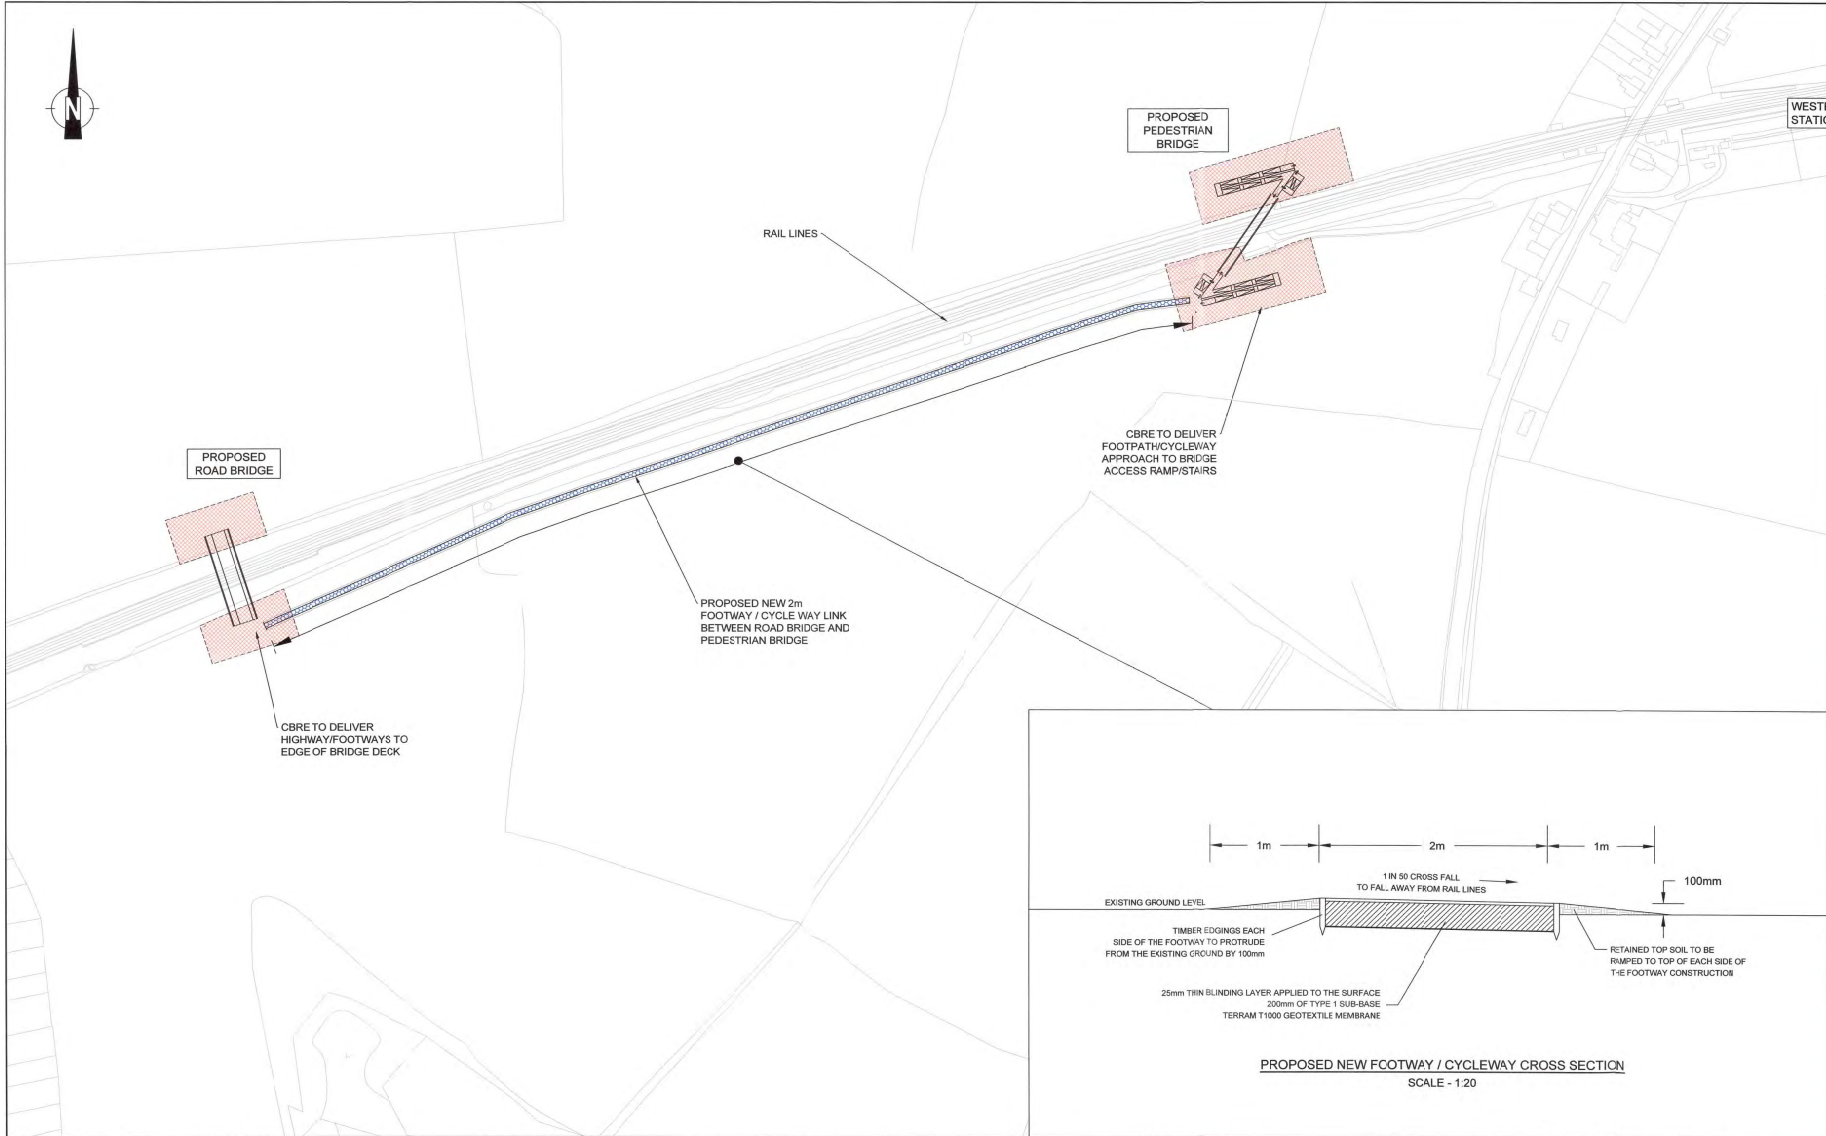 N
PROPOSED
PEDESTRIAN
BRIDGE
RAIL LINES
PROPOSED
ROAD BRIDGE
CBRE TO DELIVER
FOOTPATH/CYCLEWAY
APPROACH TO BRIDGE
ACCESS RAMP/STAIRS
PROPOSED NEW 2m
FOOTWAY / CYCLE WAY LINK
BETWEEN ROAD BRIDGE AND
PEDESTRIAN BRIDGE
CBRE TO DELIVER
HIGHWAY/FOOTWAYS TO
EDGE OF BRIDGE DECK
1m
2m
1m
1 IN 50 CROSS FALL
TO FALL AWAY FROM RAIL LINES
100mm
EXISTING GROUND LEVEL
TIMBER EDGINGS EACH
SIDE OF THE FOOTWAY TO PROTRUDE
FROM THE EXISTING GROUND BY 100mm
RETAINED TOP SOIL TO BE
RAMPED TO TOP OF EACH SIDE OF
THE FOOTWAY CONSTRUCTION
25mm THIN BLINDING LAYER APPLIED TO THE SURFACE
200mm OF TYPE 1 SUB-BASE
TERRAM T1000 GEOTEXTILE MEMBRANE
PROPOSED NEW FOOTWAY / CYCLEWAY CROSS SECTION
SCALE - 1:20